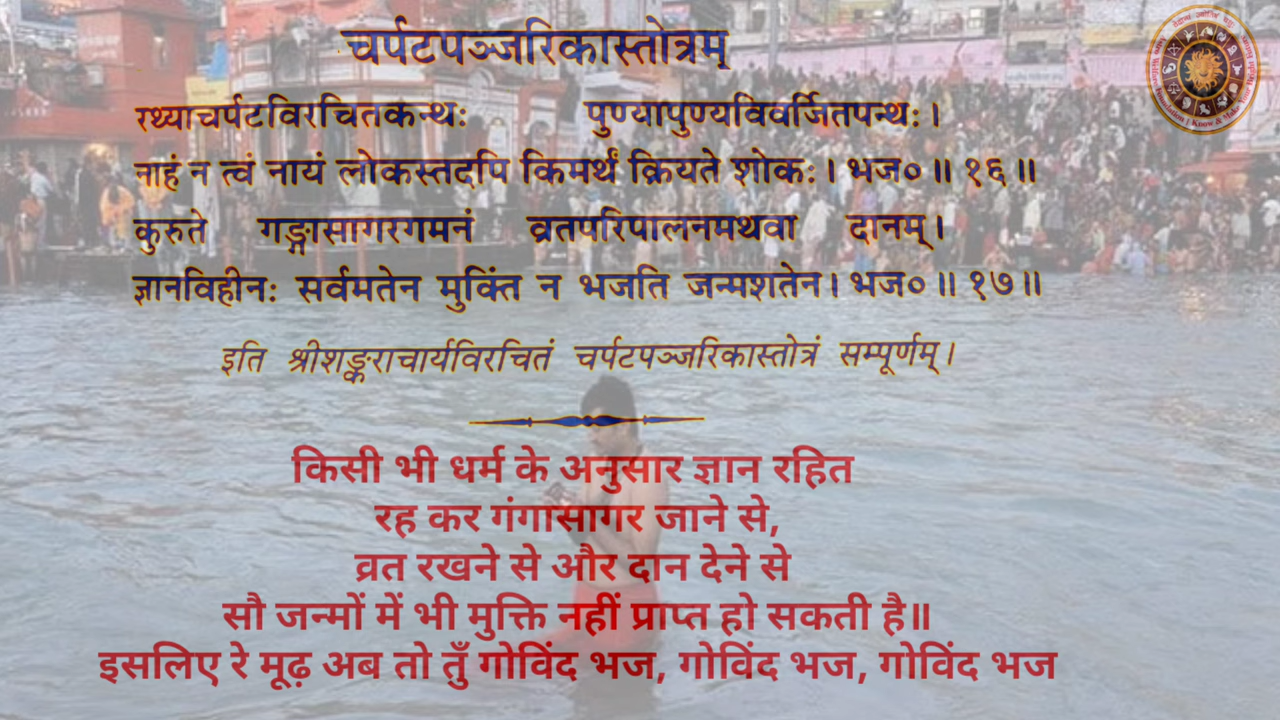 चर्पटपञ्जरिकास्तोत्रम्
रथ्याचर्पटविरचितकन्थः पुण्यापुण्यविवर्जितपन्थः।
नाहं न त्वं नायं लोकस्तदपि किमर्थं क्रियते शोकः। भज० ॥ १६ ॥
कुरुते गङ्गासागरगमनं व्रतपरिपालनमथवा दानम्।
ज्ञानविहीनः सर्वमतेन मुक्तिं न भजति जन्मशतेन। भज० ॥ १७॥
इति श्रीशङ्कराचार्यविरचितं चर्पटपञ्जरिकास्तोत्रं सम्पूर्णम्।
किसी भी धर्म के अनुसार ज्ञान रहित
रह कर गंगासागर जाने से,
व्रत रखने से और दान देने से
सौ जन्मों में भी मुक्ति नहीं प्राप्त हो सकती है॥
इसलिए रे मूढ़ अब तो तुँ गोविंद भज, गोविंद भज, गोविंद भज